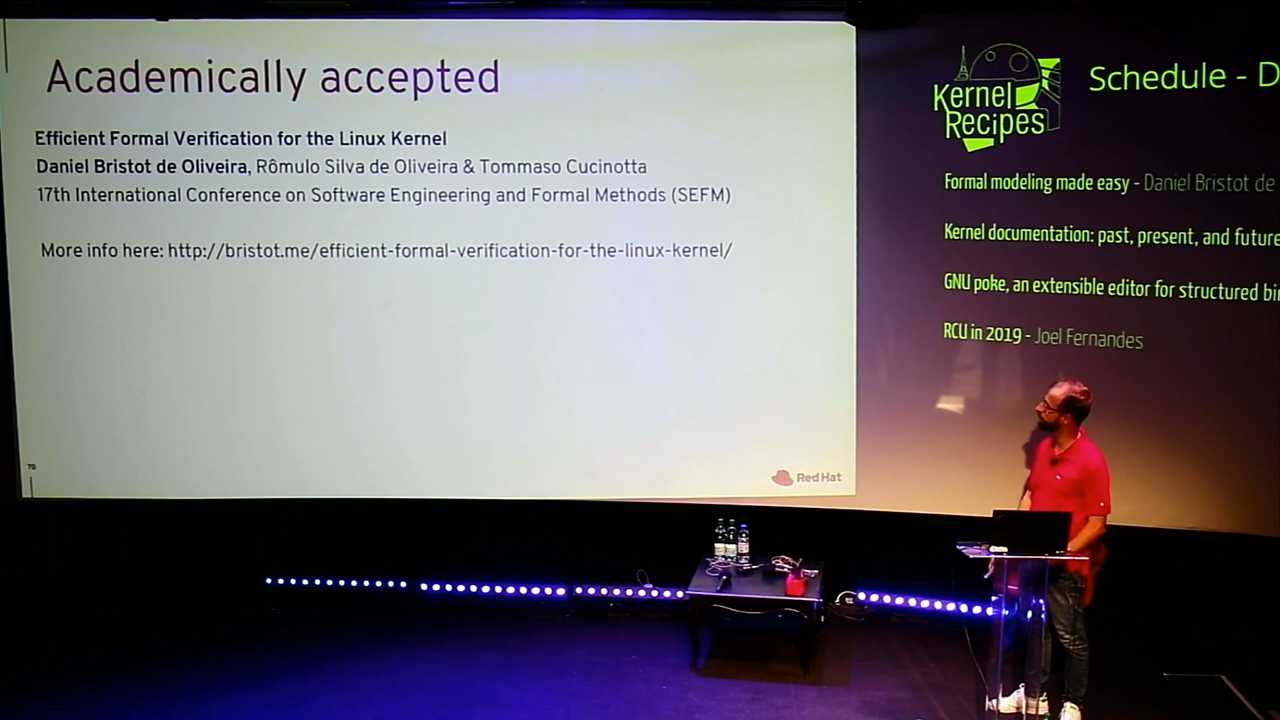 Academically accepted
Efficient Formal Verification for the Linux Kernel
Daniel Bristot de Oliveira, Rômulo Silva de Oliveira & Tommaso Cucinotta
17th International Conference on Software Engineering and Formal Methods (SEFM)
More info here: http://bristot.me/efficient-formal-verification-for-the-linux-kernel/
70
Red Hat
Kernel
Recipes
Schedule - D
Formal modeling made easy - Daniel Bristot de
Kernel documentation: past, present, and future
GNU poke, an extensible editor for structured bi
RCU in 2019 - Joel Fernandes